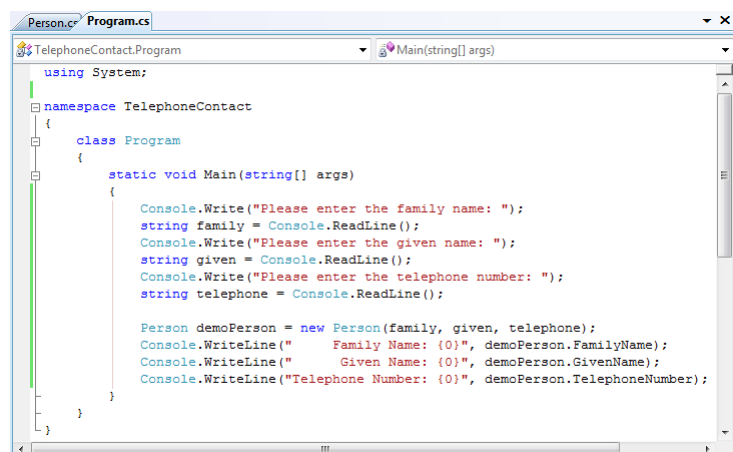 Person.cs Program.cs
TelephoneContact.Program Main(string[] args)
using System;
namespace TelephoneContact
{
class Program
{
static void Main(string[] args)
{
Console.Write("Please enter the family name: ");
string family = Console.ReadLine();
Console.Write("Please enter the given name: ");
string given = Console.ReadLine();
Console.Write("Please enter the telephone number: ");
string telephone = Console.ReadLine();
Person demoPerson = new Person(family, given, telephone);
Console.WriteLine("     Family Name: {0}", demoPerson.FamilyName);
Console.WriteLine("      Given Name: {0}", demoPerson.GivenName);
Console.WriteLine("Telephone Number: {0}", demoPerson.TelephoneNumber);
}
}
}